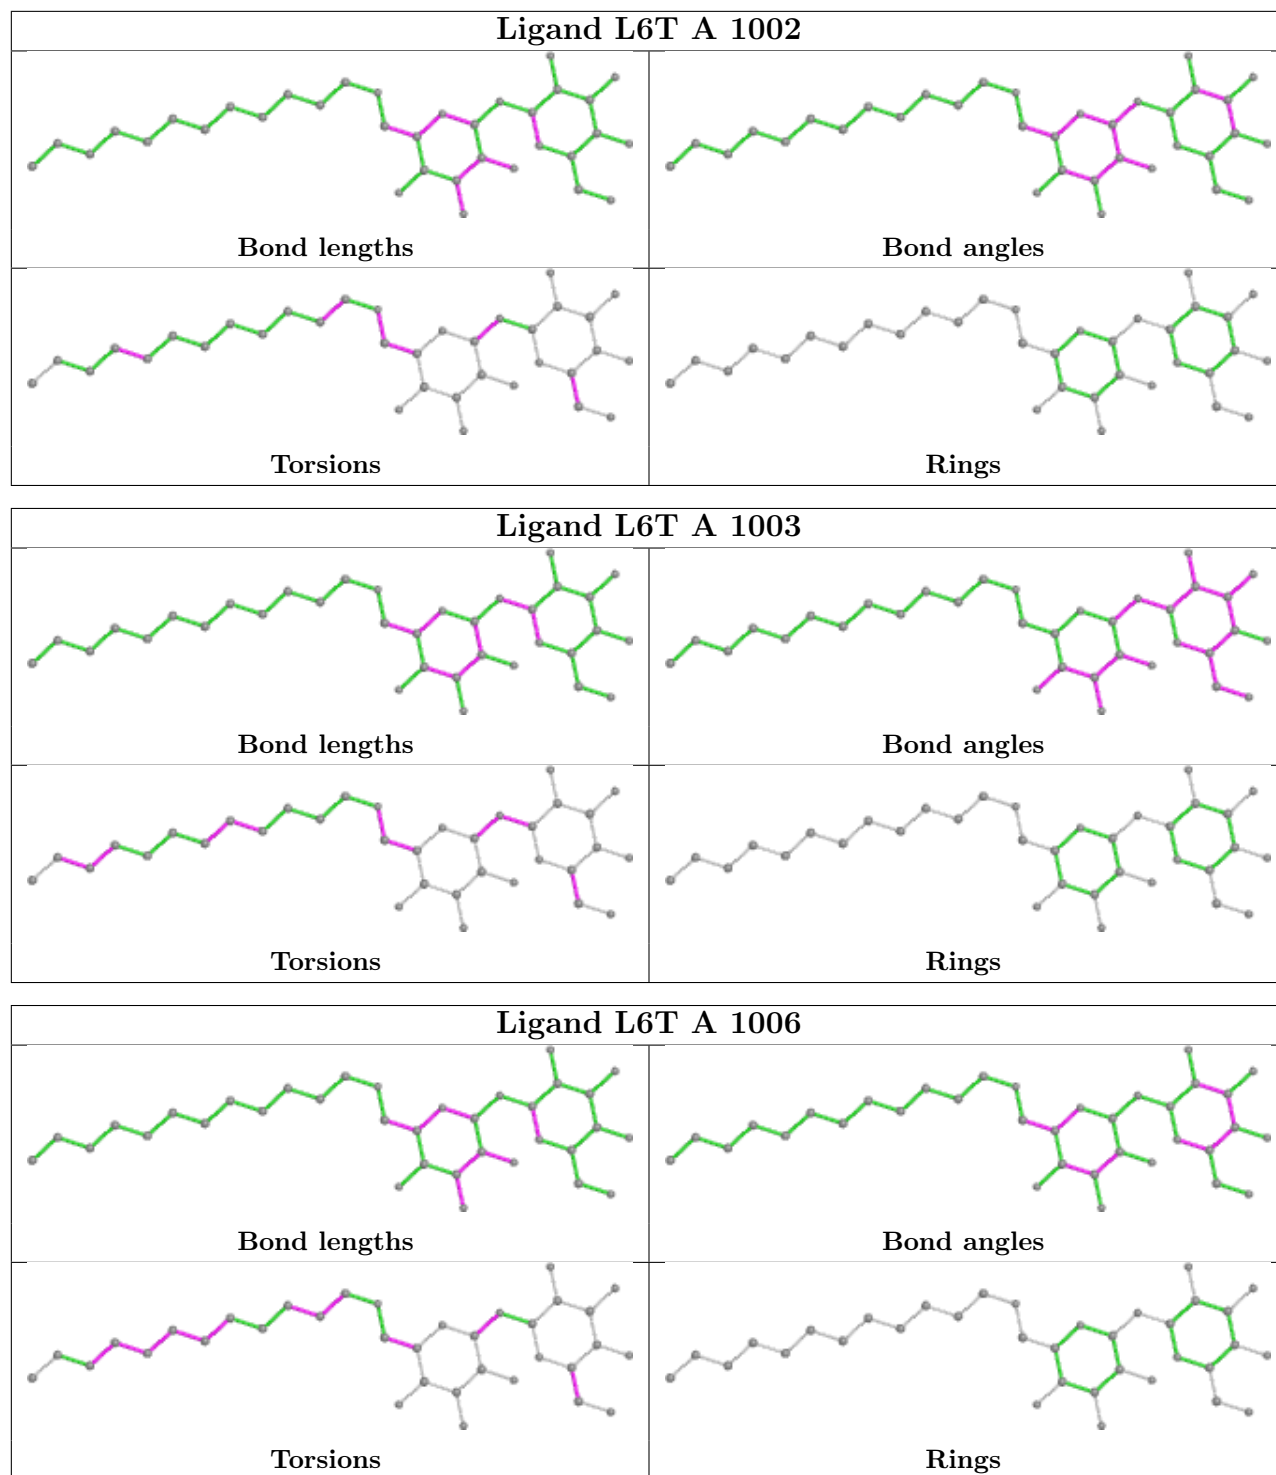 Ligand L6T A 1002
Bond lengths Bond angles
Torsions Rings
Ligand L6T A 1003
Bond lengths Bond angles
Torsions Rings
Ligand L6T A 1006
Bond lengths Bond angles
Torsions Rings